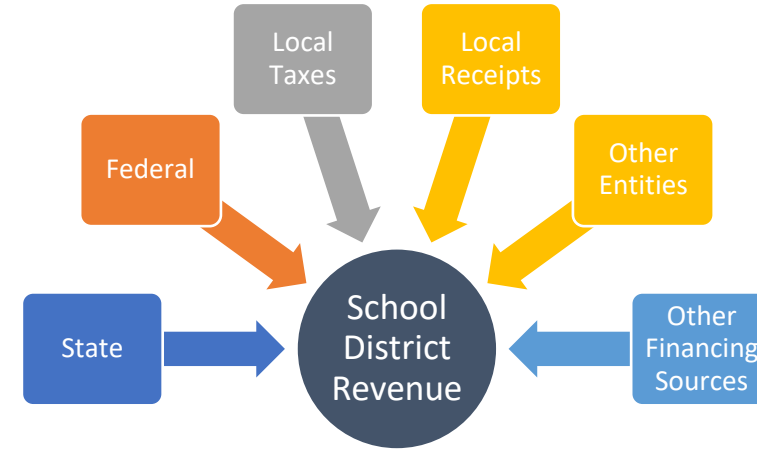 Local
Taxes
Local
Receipts
Federal
Other
Entities
State
School
District
Revenue
Other
Financing
Sources